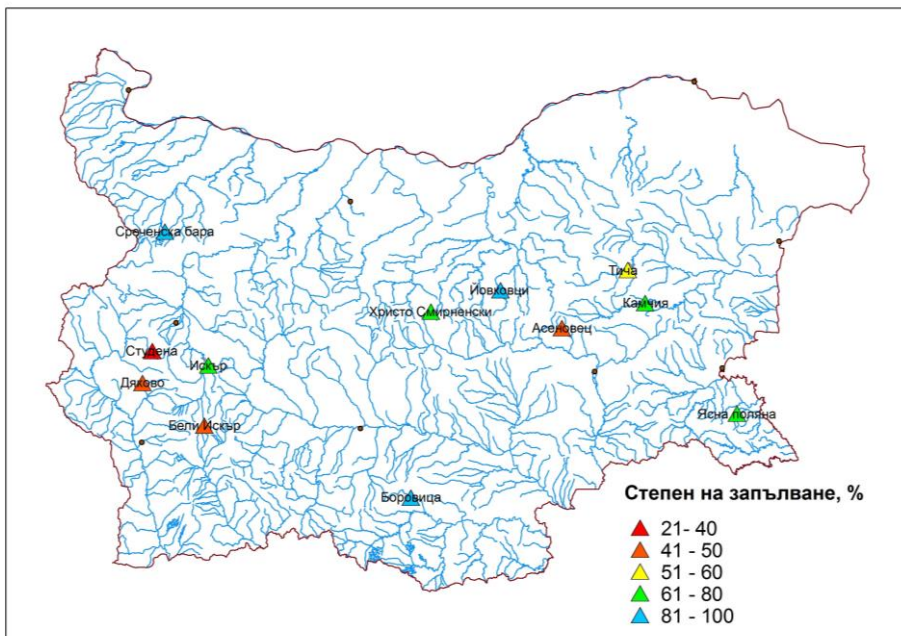 Среченска бара
Тича
Йовковци
Камчия
Христо Смирненски
Асеновец
Студена
Искър
Дяково
Ясна поляна
Бели Искър
Боровица
Степен на запълване, %
21- 40
41 - 50
51 - 60
61 - 80
81 - 100